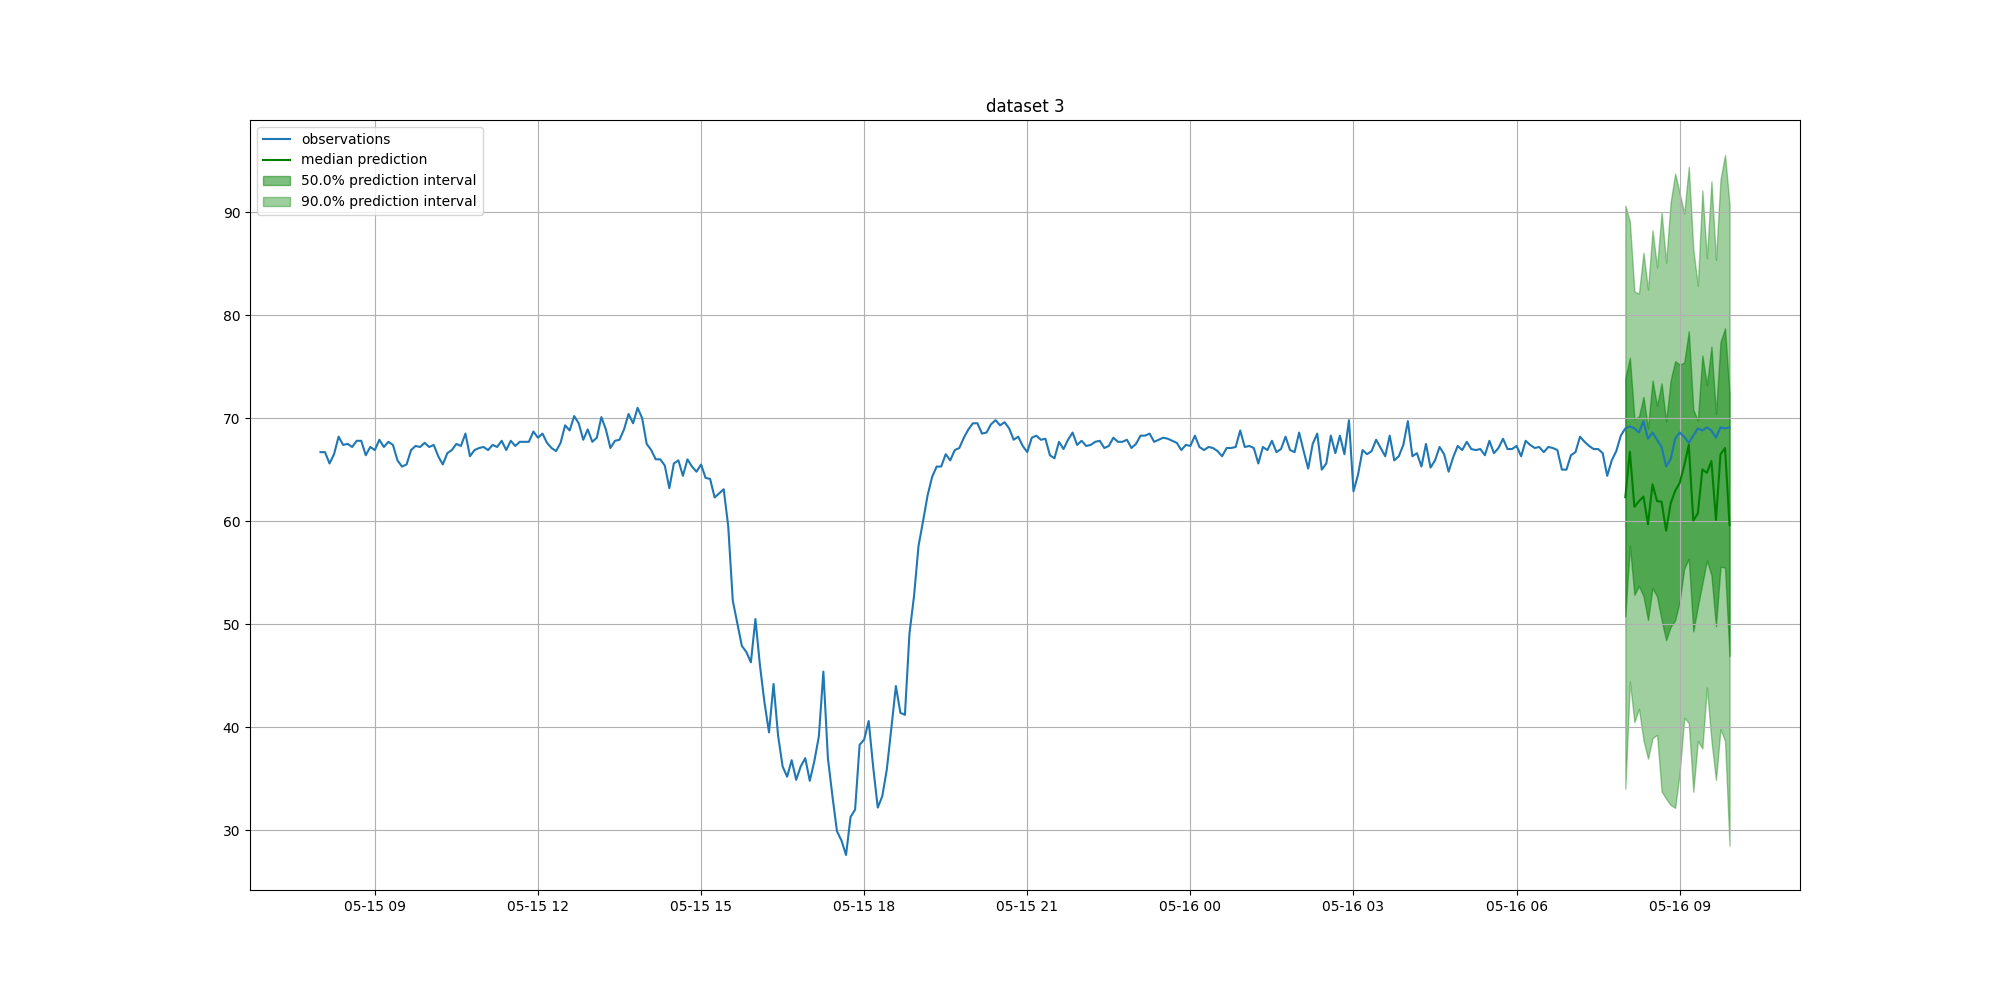 dataset 3
observations
median prediction
50.0% prediction interval
90.0% prediction interval
90
80
70
60
50
40
30
05-15 09 05-15 12 05-15 15 05-15 18 05-15 21 05-16 00 05-16 03 05-16 06 05-16 09